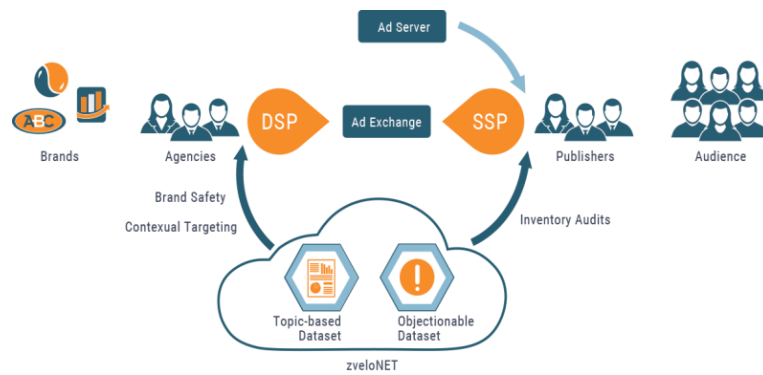 Ad Server
ABC
DSP
Ad Exchange
SSP
Brands
Agencies
Publishers
Audience
Brand Safety
Contexual Targeting
Inventory Audits
Topic-based
Dataset
Objectionable
Dataset
zveloNET